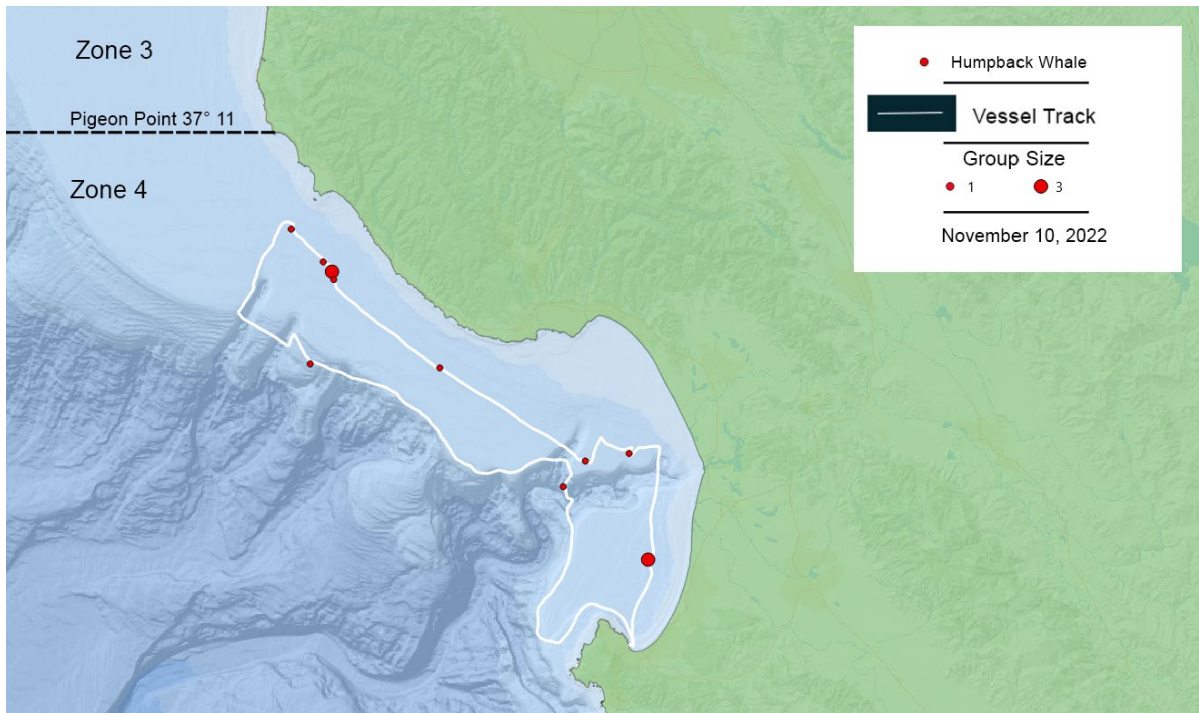 Zone 3
Pigeon Point 37° 11
Zone 4
Humpback Whale
Vessel Track
Group Size
1 3
November 10, 2022